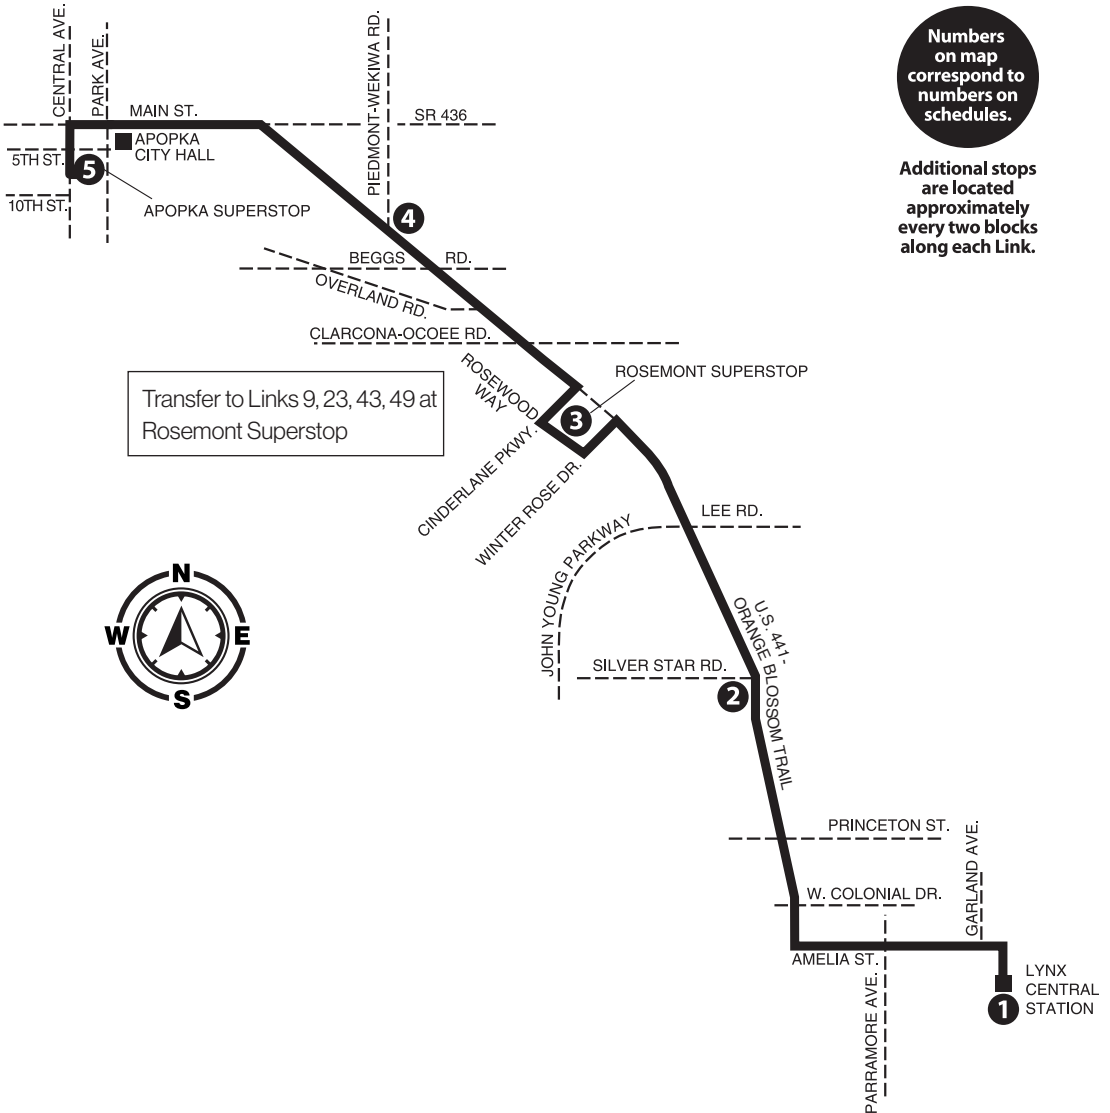 CENTRAL AVE.
PARK AVE.
PIEDMONT-WEKIWA RD.
Numbers
on map
correspond to
numbers on
schedules.
MAIN ST.
SR 436
APOPKA
CITY HALL
5TH ST.
5
10TH ST.
APOPKA SUPERSTOP
Additional stops
are located
approximately
every two blocks
along each Link.
4
BEGGS RD.
OVERLAND RD.
CLARCONA-OCOEE RD.
ROSEWOOD
WAY
ROSEMONT SUPERSTOP
Transfer to Links 9, 23, 43, 49 at
Rosemont Superstop
3
CINDERLANE PKWY.
WINTER ROSE DR.
LEE RD.
JOHN YOUNG PARKWAY
N
W
E
S
U.S. 441-
ORANGE BLOSSOM TRAIL
SILVER STAR RD.
2
PRINCETON ST.
GARLAND AVE.
W. COLONIAL DR.
AMELIA ST.
PARRAMORE AVE.
LYNX
CENTRAL
STATION
1